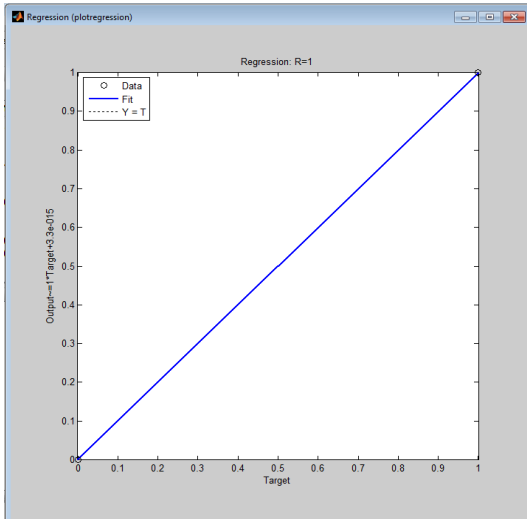 Regression (plotregression)
Regression: R=1
Data
Fit
Y = T
1
0.9
0.8
0.7
0.6
0.5
0.4
0.3
0.2
0.1
0
Output~=1*Target+3.3e-015
0 0.1 0.2 0.3 0.4 0.5 0.6 0.7 0.8 0.9 1
Target